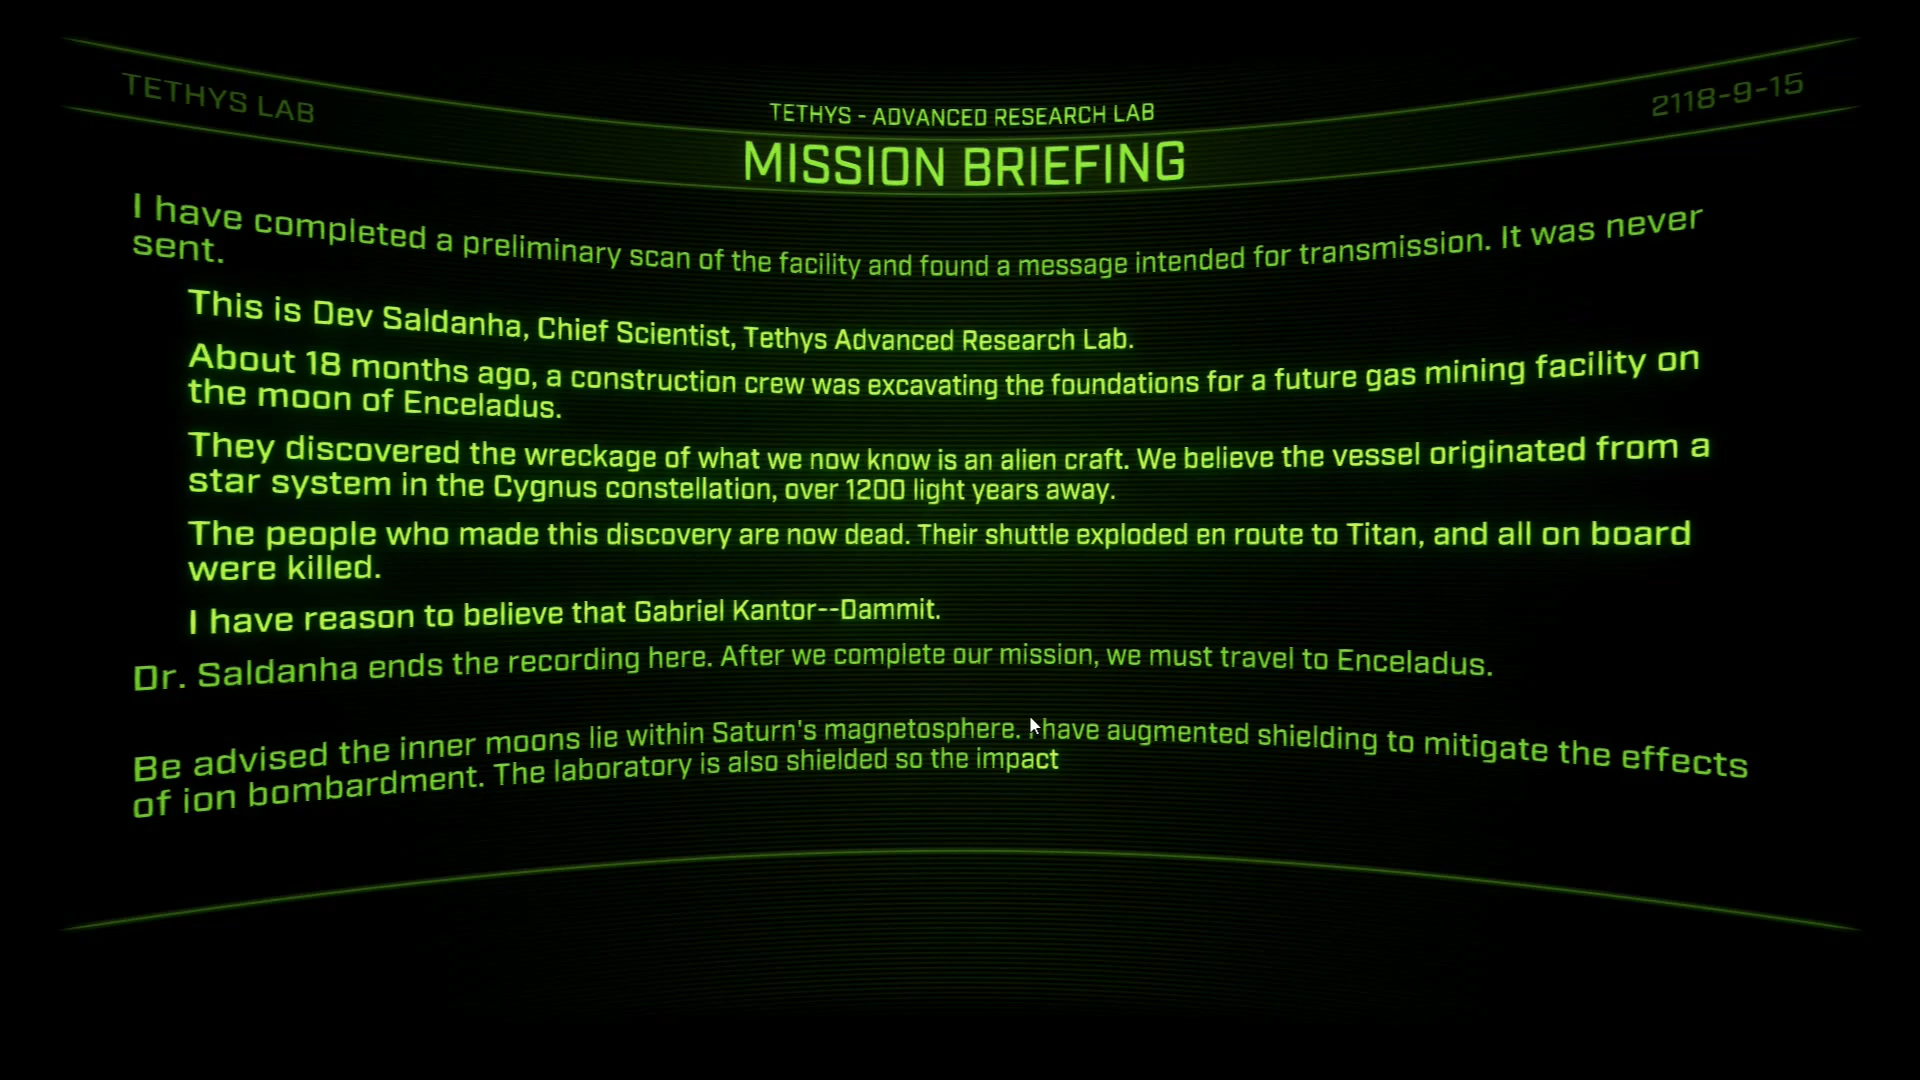 TETHYS LAB
2118-9-15
TETHYS - ADVANCED RESEARCH LAB
MISSION BRIEFING
I have completed a preliminary scan of the facility and found a message intended for transmission. It was never
sent.
This is Dev Saldanha, Chief Scientist, Tethys Advanced Research Lab.
About 18 months ago, a construction crew was excavating the foundations for a future gas mining facility on
the moon of Enceladus.
They discovered the wreckage of what we now know is an alien craft. We believe the vessel originated from a
star system in the Cygnus constellation, over 1200 light years away.
The people who made this discovery are now dead. Their shuttle exploded en route to Titan, and all on board
were killed.
I have reason to believe that Gabriel Kantor--Dammit.
Dr. Saldanha ends the recording here. After we complete our mission, we must travel to Enceladus.
Be advised the inner moons lie within Saturn's magnetosphere. I have augmented shielding to mitigate the effects
of ion bombardment. The laboratory is also shielded so the impact